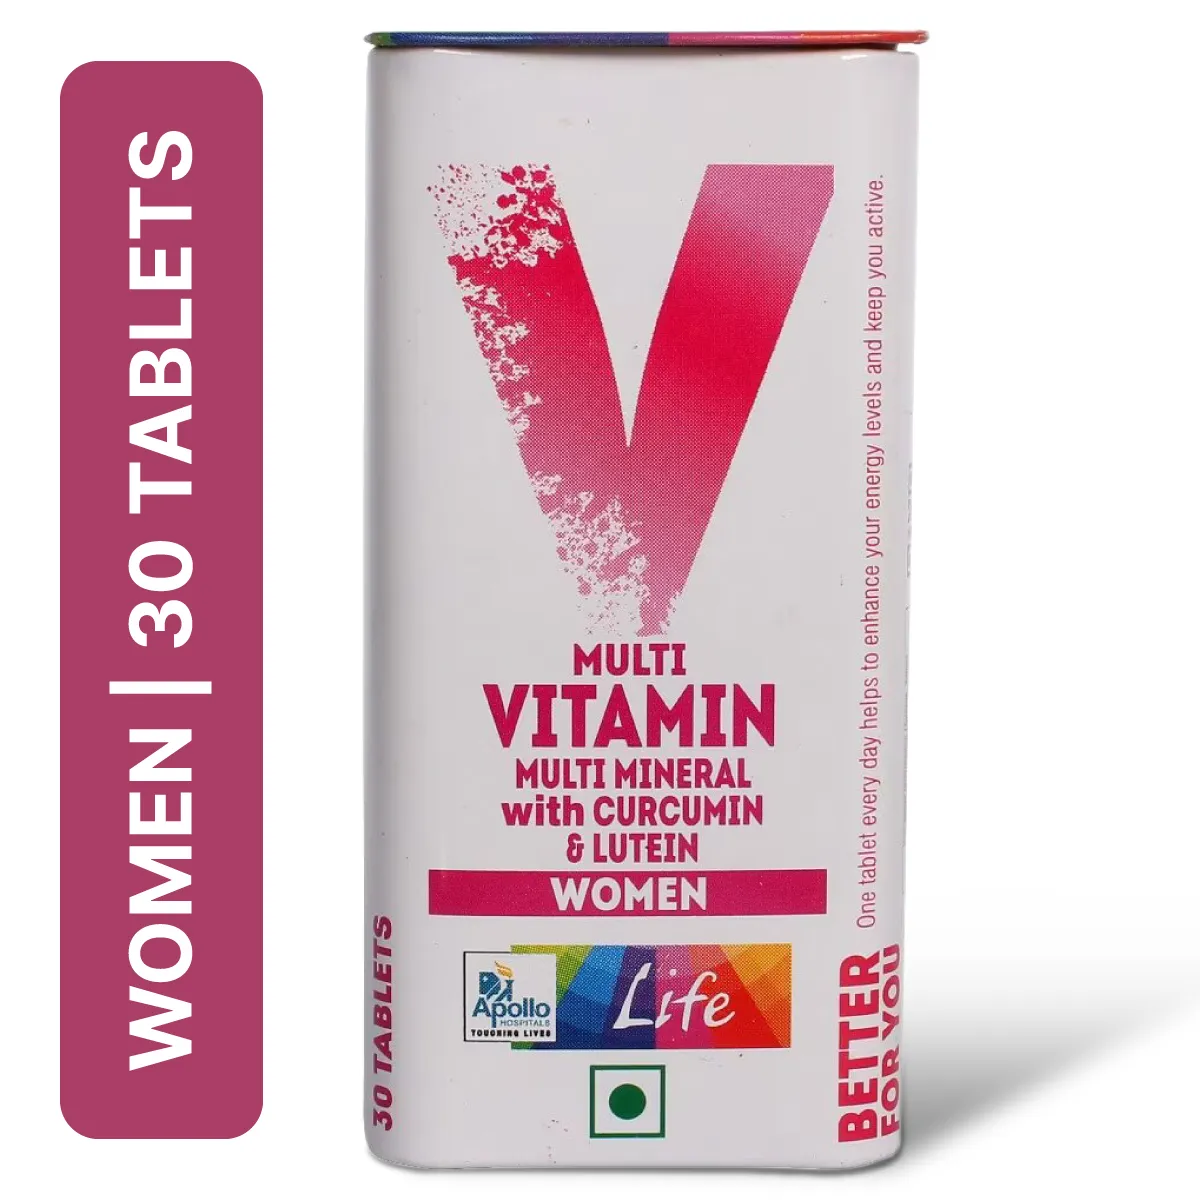 WOMEN | 30 TABLETS
V
MULTI
VITAMIN
MULTI MINERAL
with CURCUMIN
& LUTEIN
WOMEN
Apollo
HOSPITALS
TOUCHING LIVES
Life
30 TABLETS
BETTER
FOR YOU
One tablet every day helps to enhance your energy levels and keep you active.